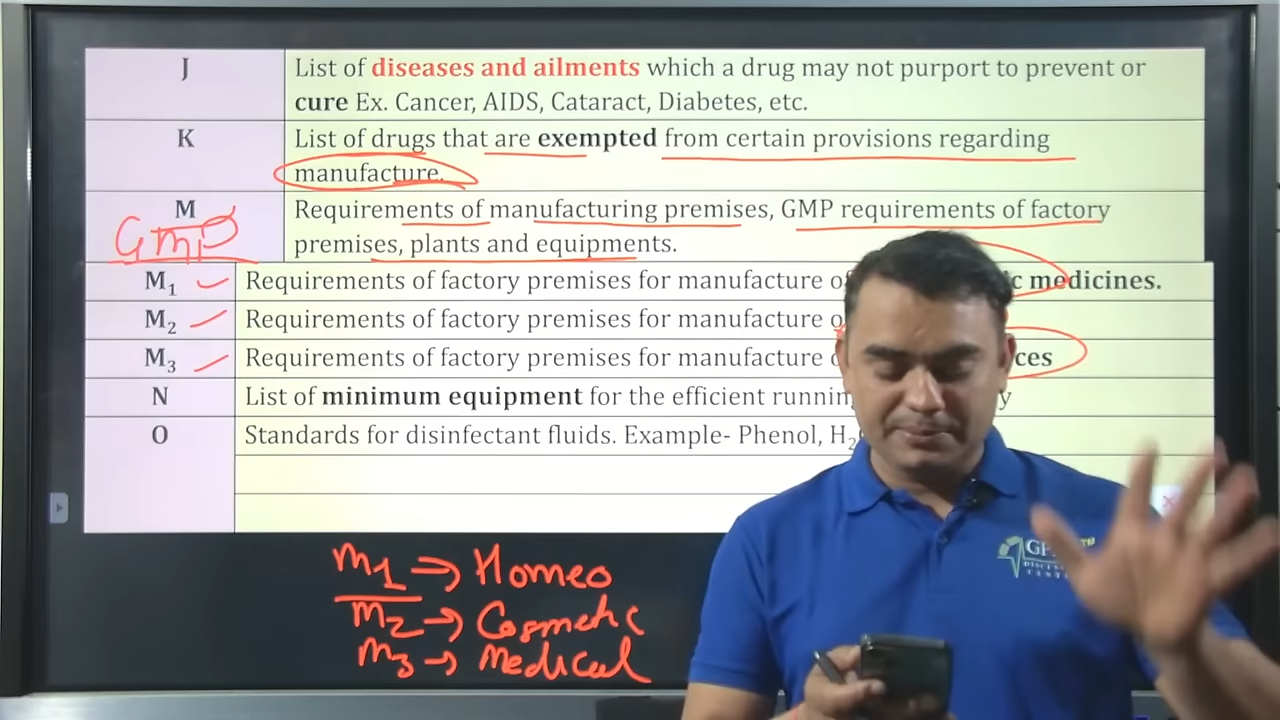 J
List of diseases and ailments which a drug may not purport to prevent or
cure Ex. Cancer, AIDS, Cataract, Diabetes, etc.
K
List of drugs that are exempted from certain provisions regarding
manufacture.
M
Requirements of manufacturing premises, GMP requirements of factory
premises, plants and equipments.
M1
Requirements of factory premises for manufacture medicines.
M2
Requirements of factory premises for manufacture
M3
Requirements of factory premises for manufacture
N
List of minimum equipment for the efficient
O
Standards for disinfectant fluids. Example- Phenol,
m1 → Homeo
m2 → Cosmetic
m3 → Medical